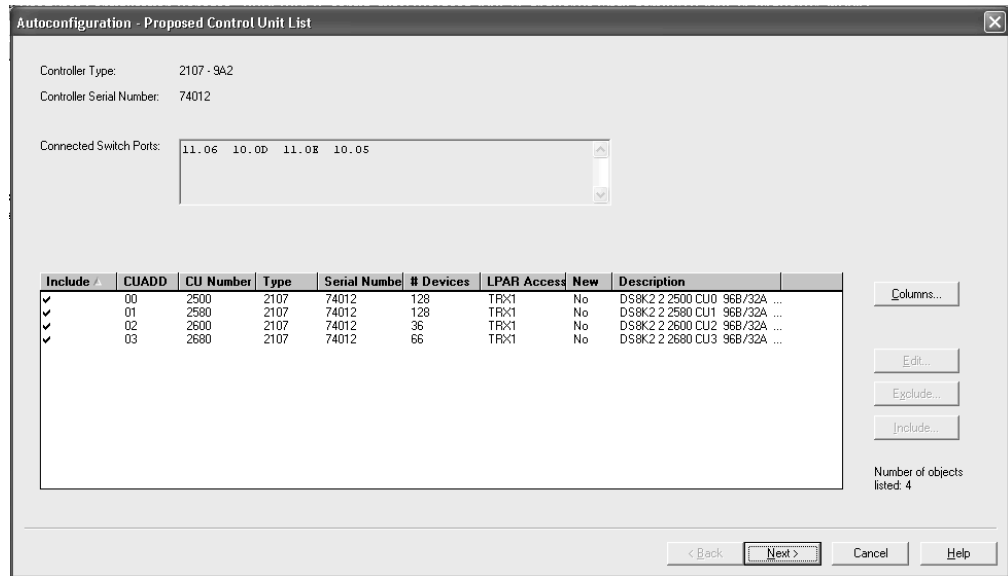 Autoconfiguration - Proposed Control Unit List
Controller Type: 2107 - 9A2
Controller Serial Number: 74012
Connected Switch Ports: 11.06 10.0D 11.0E 10.05
Include CUADD CU Number Type Serial Numbe # Devices LPAR Access New Description
00 2500 2107 74012 128 TRX1 No DS8K2 2 2500 CU0 96B/32A ...
01 2580 2107 74012 128 TRX1 No DS8K2 2 2580 CU1 96B/32A ...
02 2600 2107 74012 36 TRX1 No DS8K2 2 2600 CU2 96B/32A ...
03 2680 2107 74012 66 TRX1 No DS8K2 2 2680 CU3 96B/32A ...
Columns...
Edit...
Exclude...
Include...
Number of objects
listed: 4
< Back Next > Cancel Help